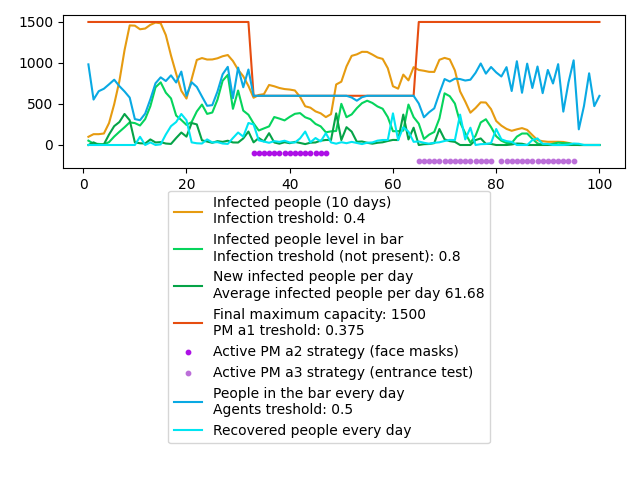 1500
1000
500
0
0 20 40 60 80 100
Infected people (10 days)
Infection treshold: 0.4
Infected people level in bar
Infection treshold (not present): 0.8
New infected people per day
Average infected people per day 61.68
Final maximum capacity: 1500
PM a1 treshold: 0.375
Active PM a2 strategy (face masks)
Active PM a3 strategy (entrance test)
People in the bar every day
Agents treshold: 0.5
Recovered people every day